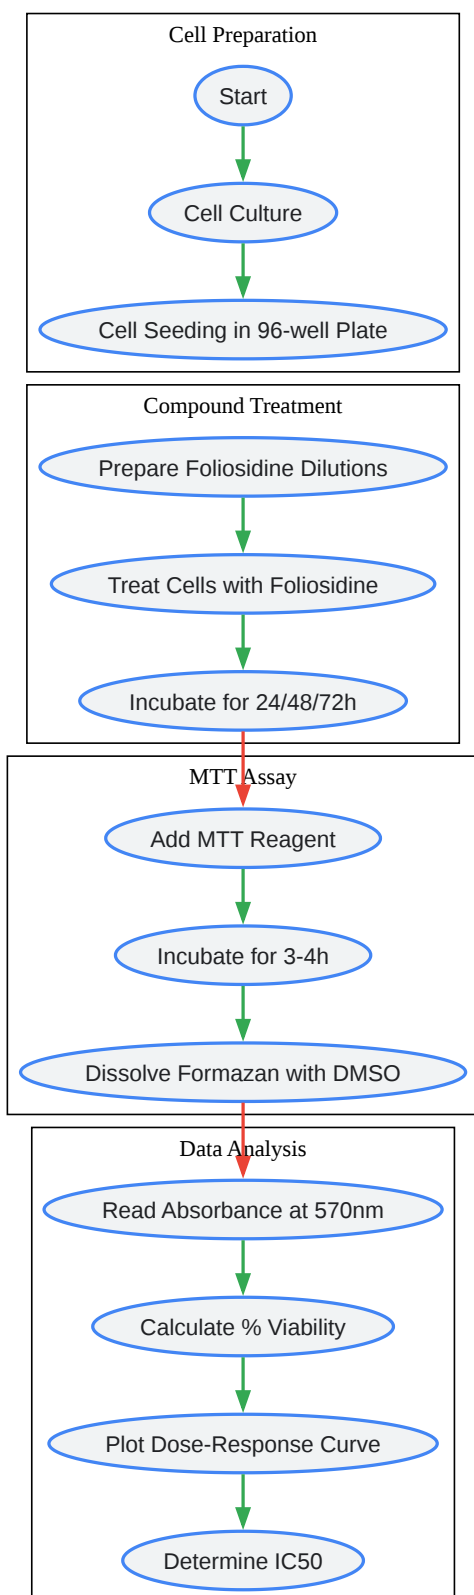 Cell Preparation
Start
Cell Culture
Cell Seeding in 96-well Plate
Compound Treatment
Prepare Foliosidine Dilutions
Treat Cells with Foliosidine
Incubate for 24/48/72h
MTT Assay
Add MTT Reagent
Incubate for 3-4h
Dissolve Formazan with DMSO
Data Analysis
Read Absorbance at 570nm
Calculate % Viability
Plot Dose-Response Curve
Determine IC50